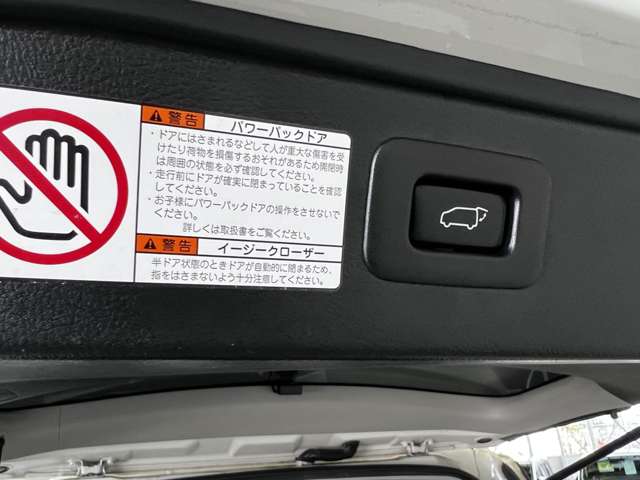 警告 パワーバックドア
・ドアにはさまれるなどして人が重大な傷害を受
けたり荷物を損傷するおそれがあるため開閉時
は周囲の状態を必ず確認してください。
・走行前にドアが確実に閉まっていることを確認
してください。
・お子様にパワーバックドアの操作をさせないで
ください。
詳しくは取扱書をご覧ください。
警告 イージークローザー
半ドア状態のときドアが自動的に閉まるため、
指をはさまないよう十分注意してください。